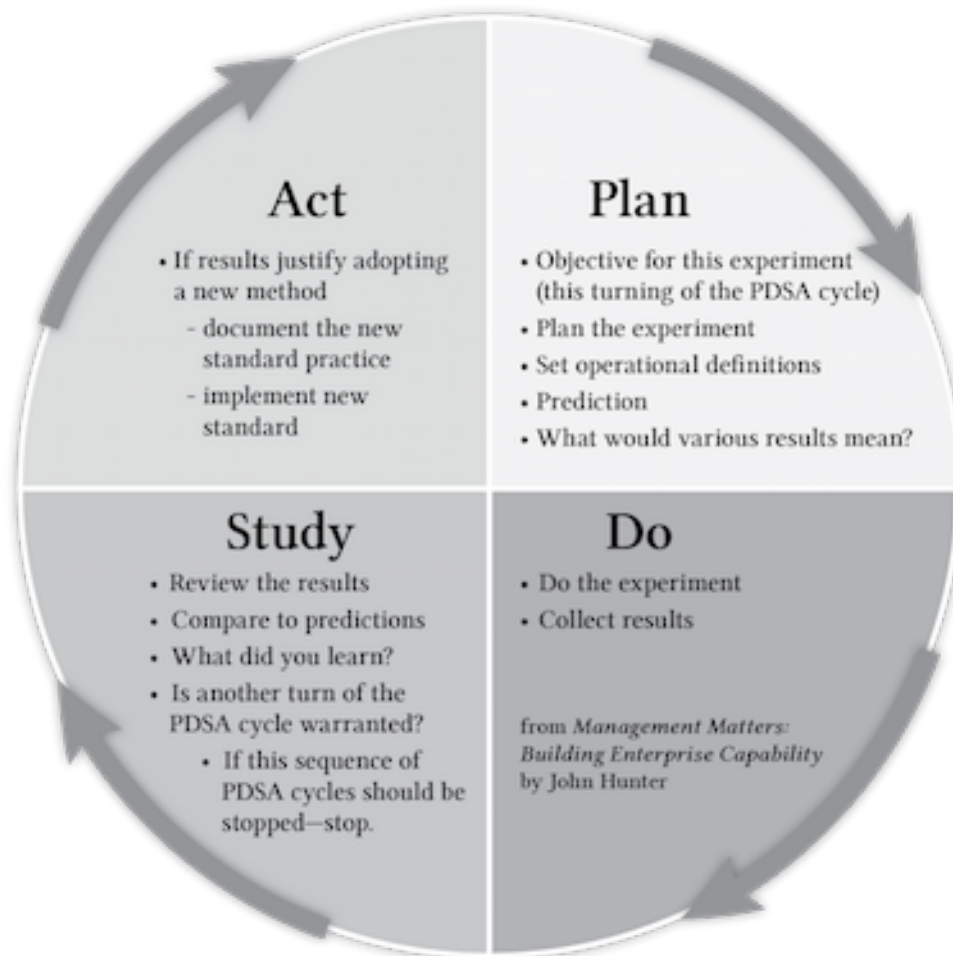 Act
• If results justify adopting
a new method
- document the new
standard practice
- implement new
standard
Plan
• Objective for this experiment
(this turning of the PDSA cycle)
• Plan the experiment
• Set operational definitions
• Prediction
• What would various results mean?
Study
• Review the results
• Compare to predictions
• What did you learn?
• Is another turn of the
PDSA cycle warranted?
• If this sequence of
PDSA cycles should be
stopped—stop.
Do
• Do the experiment
• Collect results
from Management Matters:
Building Enterprise Capability
by John Hunter